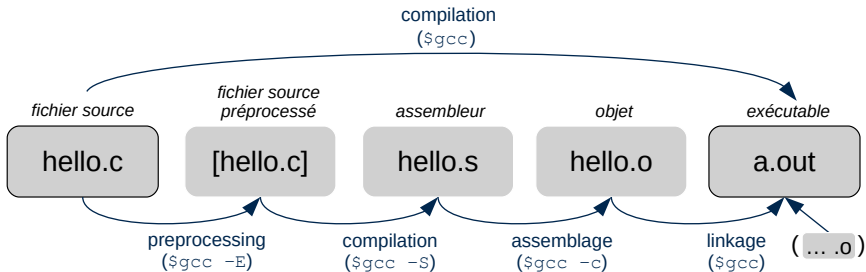 compilation
($gcc)
fichier source
fichier source
préprocessé
assembleur
objet
exécutable
hello.c
[hello.c]
hello.s
hello.o
a.out
preprocessing
($gcc -E)
compilation
($gcc -S)
assemblage
($gcc -c)
linkage
($gcc)
( ... .o )